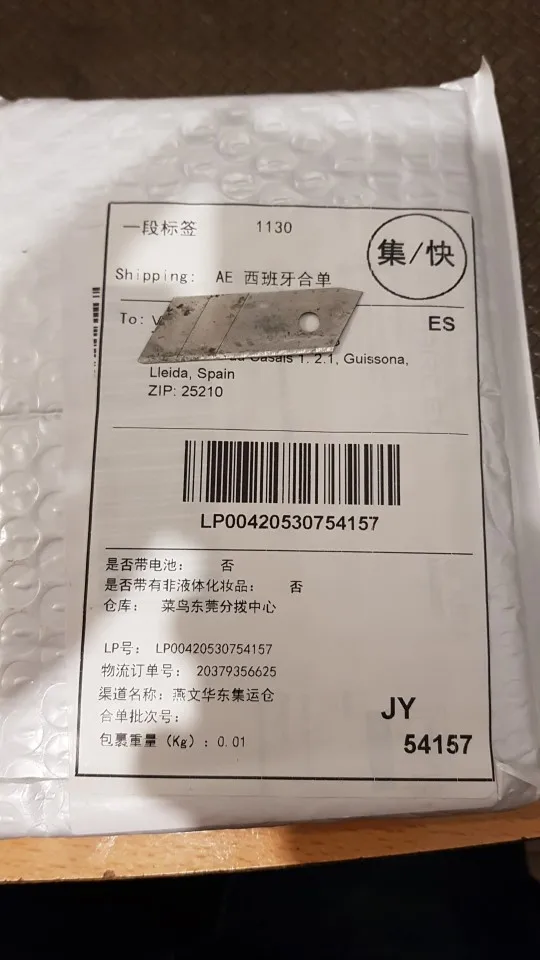 一段标签 1130
集/快
Shipping: AE 西班牙合单
To: ES
Casals 1. 2.1, Guissona,
Lleida, Spain
ZIP: 25210
LP00420530754157
是否带电池: 否
是否带有非液体化妆品: 否
仓库: 菜鸟东莞分拨中心
LP号: LP00420530754157
物流订单号: 20379356625
渠道名称: 燕文华东集运仓
合单批次号:
包裹重量 (Kg) : 0.01
JY
54157